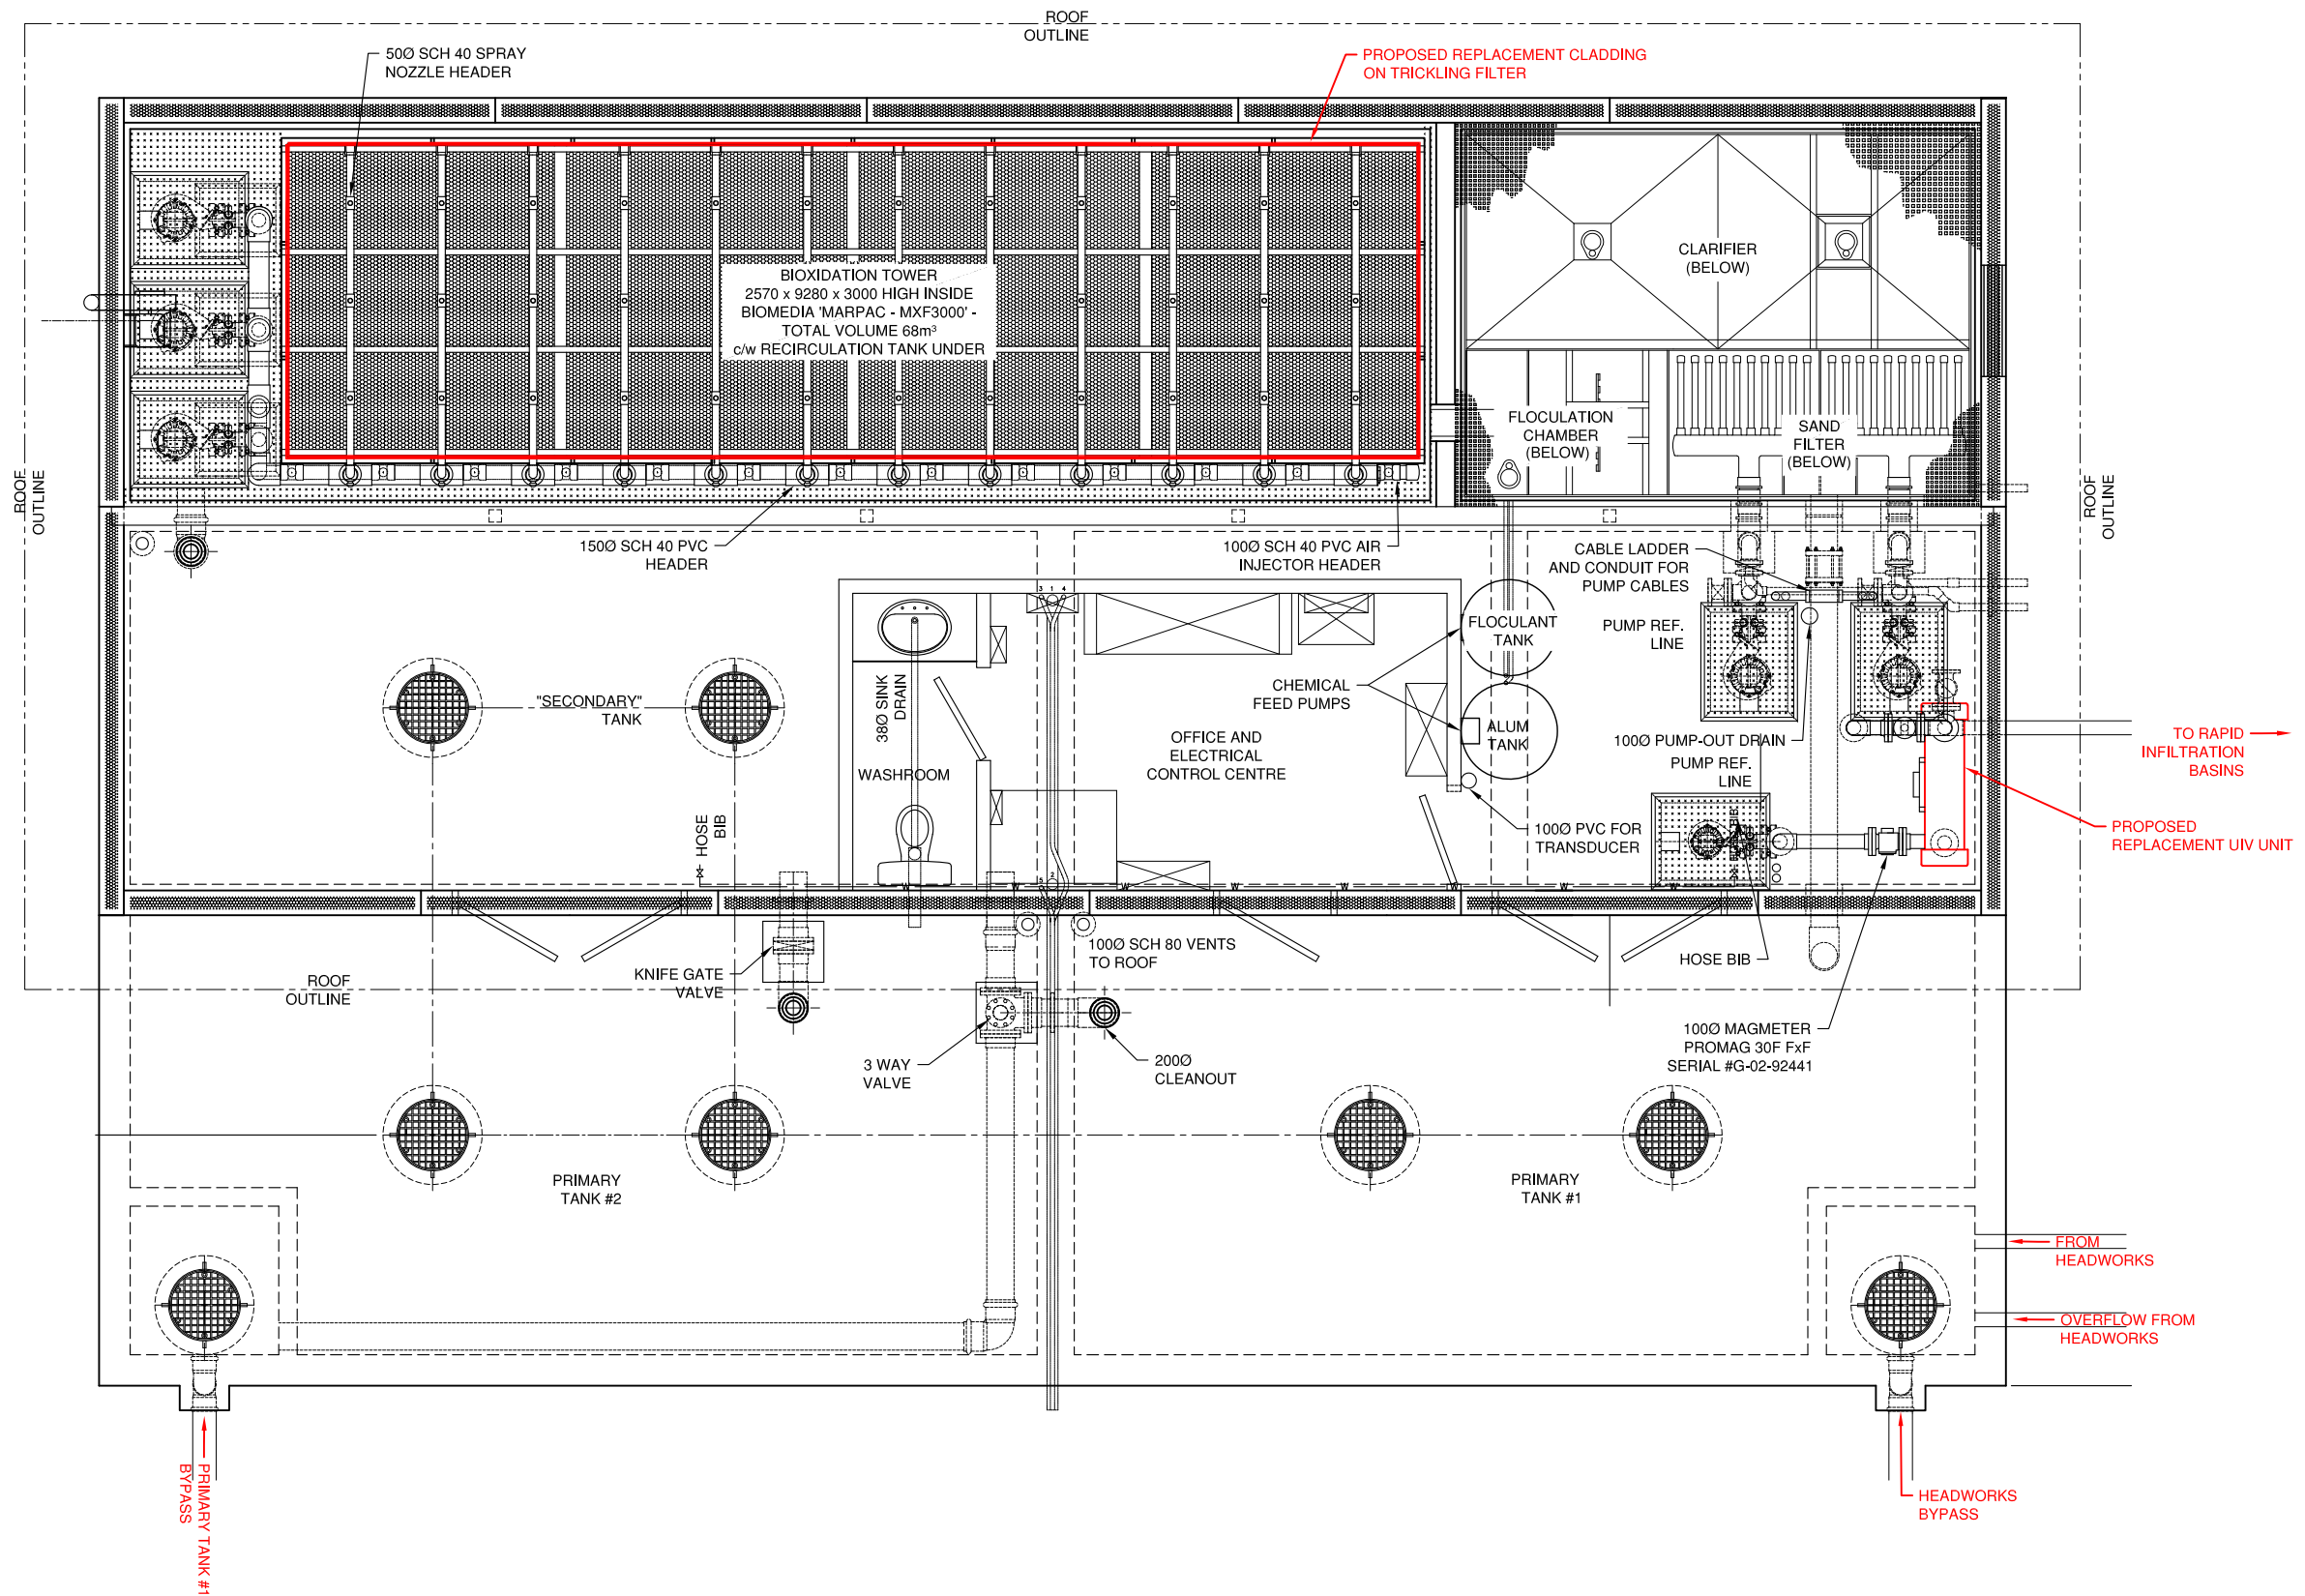 ROOF
OUTLINE
50Ø SCH 40 SPRAY
NOZZLE HEADER
PROPOSED REPLACEMENT CLADDING
ON TRICKLING FILTER
BIOXIDATION TOWER
2570 x 9280 x 3000 HIGH INSIDE
BIOMEDIA 'MARPAC - MXF3000' -
TOTAL VOLUME 68m³
c/w RECIRCULATION TANK UNDER
CLARIFIER
(BELOW)
FLOCULATION
CHAMBER
(BELOW)
SAND
FILTER
(BELOW)
ROOF
OUTLINE
ROOF
OUTLINE
150Ø SCH 40 PVC
HEADER
100Ø SCH 40 PVC AIR
INJECTOR HEADER
CABLE LADDER
AND CONDUIT FOR
PUMP CABLES
3 1 4
FLOCULANT
TANK
PUMP REF.
LINE
"SECONDARY"
TANK
38Ø SINK
DRAIN
CHEMICAL
FEED PUMPS
ALUM
TANK
OFFICE AND
ELECTRICAL
CONTROL CENTRE
100Ø PUMP-OUT DRAIN
PUMP REF.
LINE
TO RAPID
INFILTRATION
BASINS
WASHROOM
HOSE
BIB
100Ø PVC FOR
TRANSDUCER
PROPOSED
REPLACEMENT UIV UNIT
5 2
100Ø SCH 80 VENTS
TO ROOF
KNIFE GATE
VALVE
HOSE BIB
ROOF
OUTLINE
3 WAY
VALVE
200Ø
CLEANOUT
100Ø MAGMETER
PROMAG 30F FxF
SERIAL #G-02-92441
PRIMARY
TANK #2
PRIMARY
TANK #1
FROM
HEADWORKS
OVERFLOW FROM
HEADWORKS
PRIMARY TANK #1
BYPASS
HEADWORKS
BYPASS